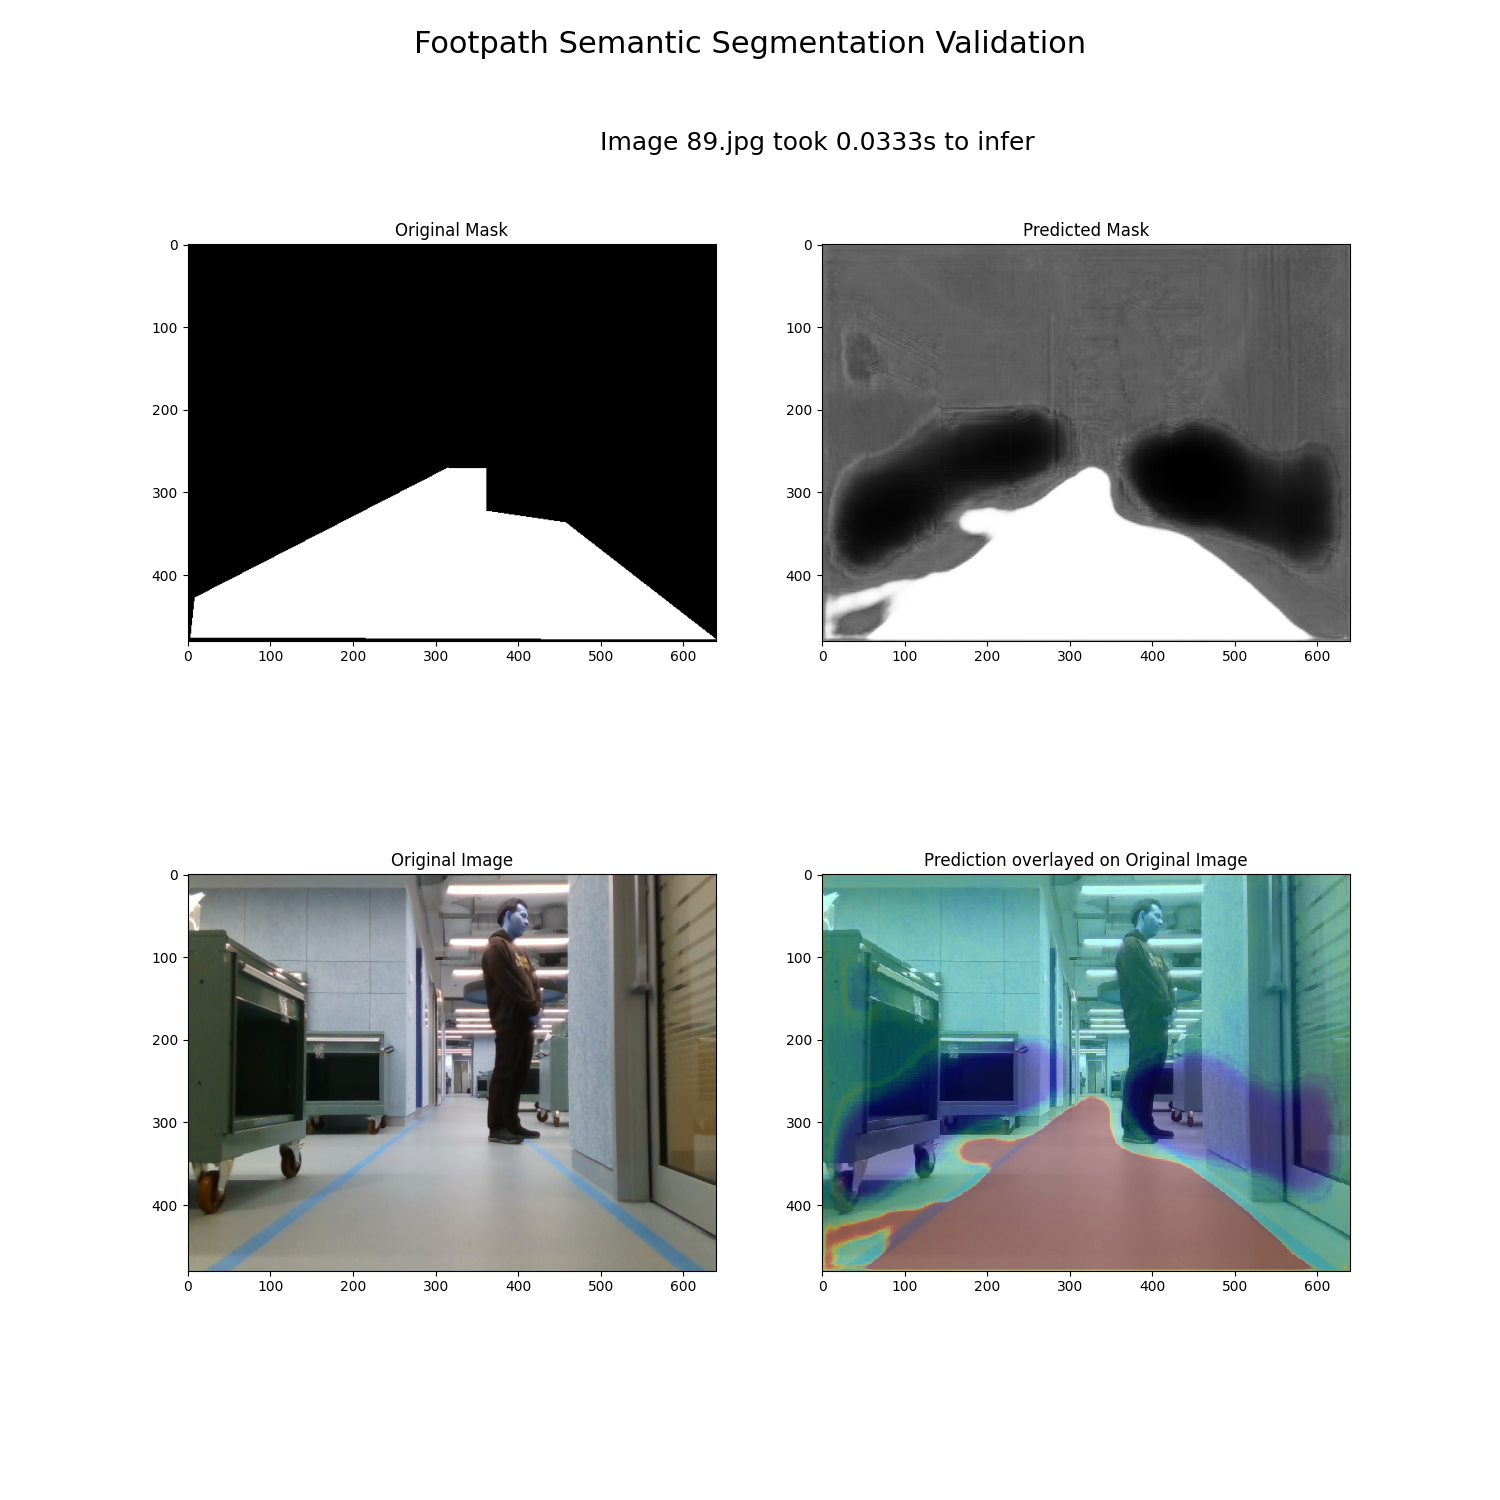 Footpath Semantic Segmentation Validation
Image 89.jpg took 0.0333s to infer
Original Mask
0
100
200
300
400
0 100 200 300 400 500 600
Predicted Mask
0
100
200
300
400
0 100 200 300 400 500 600
Original Image
0
100
200
300
400
0 100 200 300 400 500 600
Prediction overlayed on Original Image
0
100
200
300
400
0 100 200 300 400 500 600